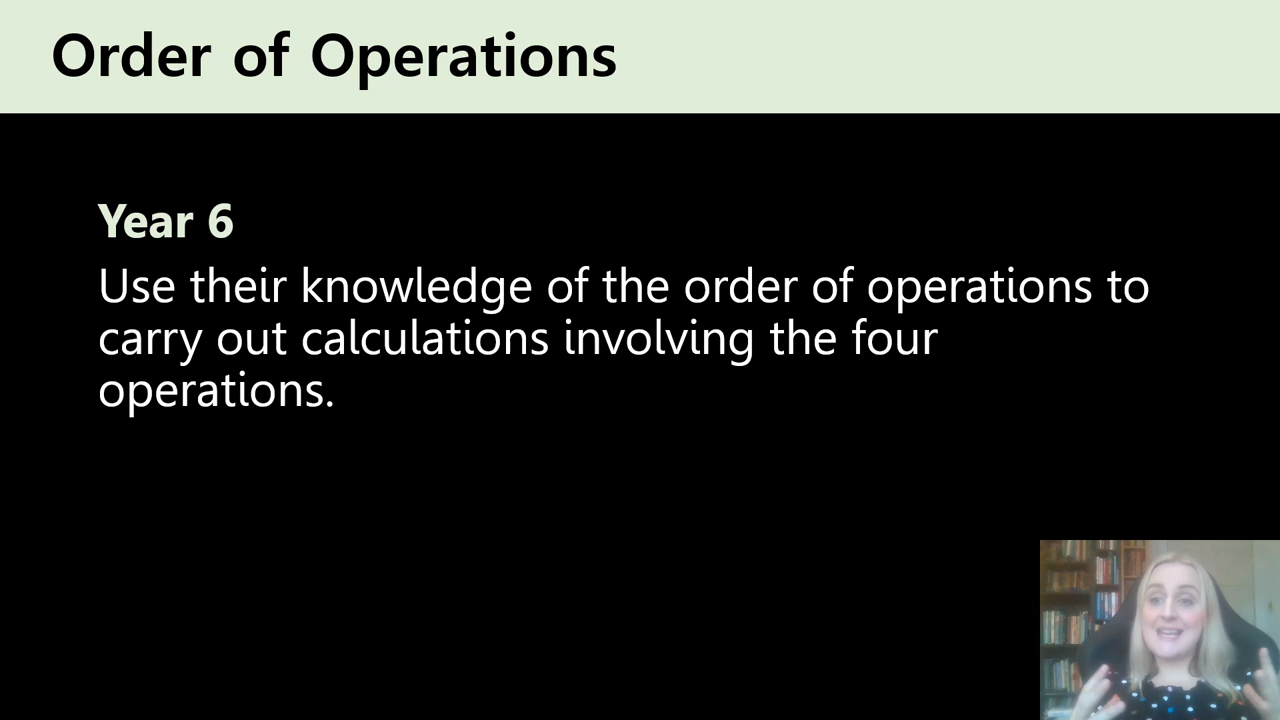 Order of Operations
Year 6
Use their knowledge of the order of operations to
carry out calculations involving the four
operations.